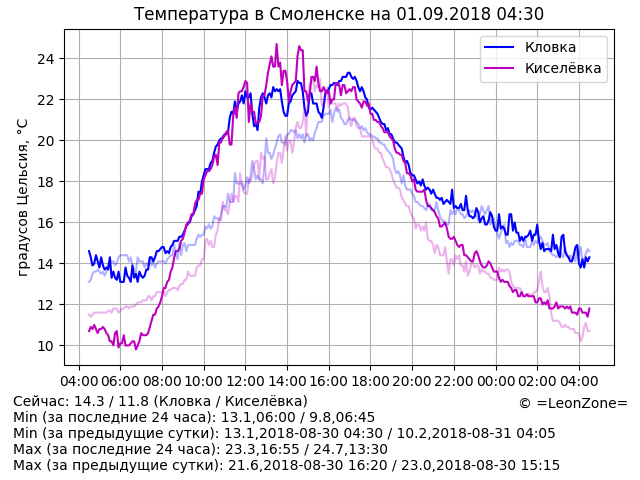 Температура в Смоленске на 01.09.2018 04:30
Кловка
Киселёвка
градусов Цельсия, °C
24
22
20
18
16
14
12
10
04:00 06:00 08:00 10:00 12:00 14:00 16:00 18:00 20:00 22:00 00:00 02:00 04:00
Сейчас: 14.3 / 11.8 (Кловка / Киселёвка)
© =LeonZone=
Min (за последние 24 часа): 13.1,06:00 / 9.8,06:45
Min (за предыдущие сутки): 13.1,2018-08-30 04:30 / 10.2,2018-08-31 04:05
Max (за последние 24 часа): 23.3,16:55 / 24.7,13:30
Max (за предыдущие сутки): 21.6,2018-08-30 16:20 / 23.0,2018-08-30 15:15